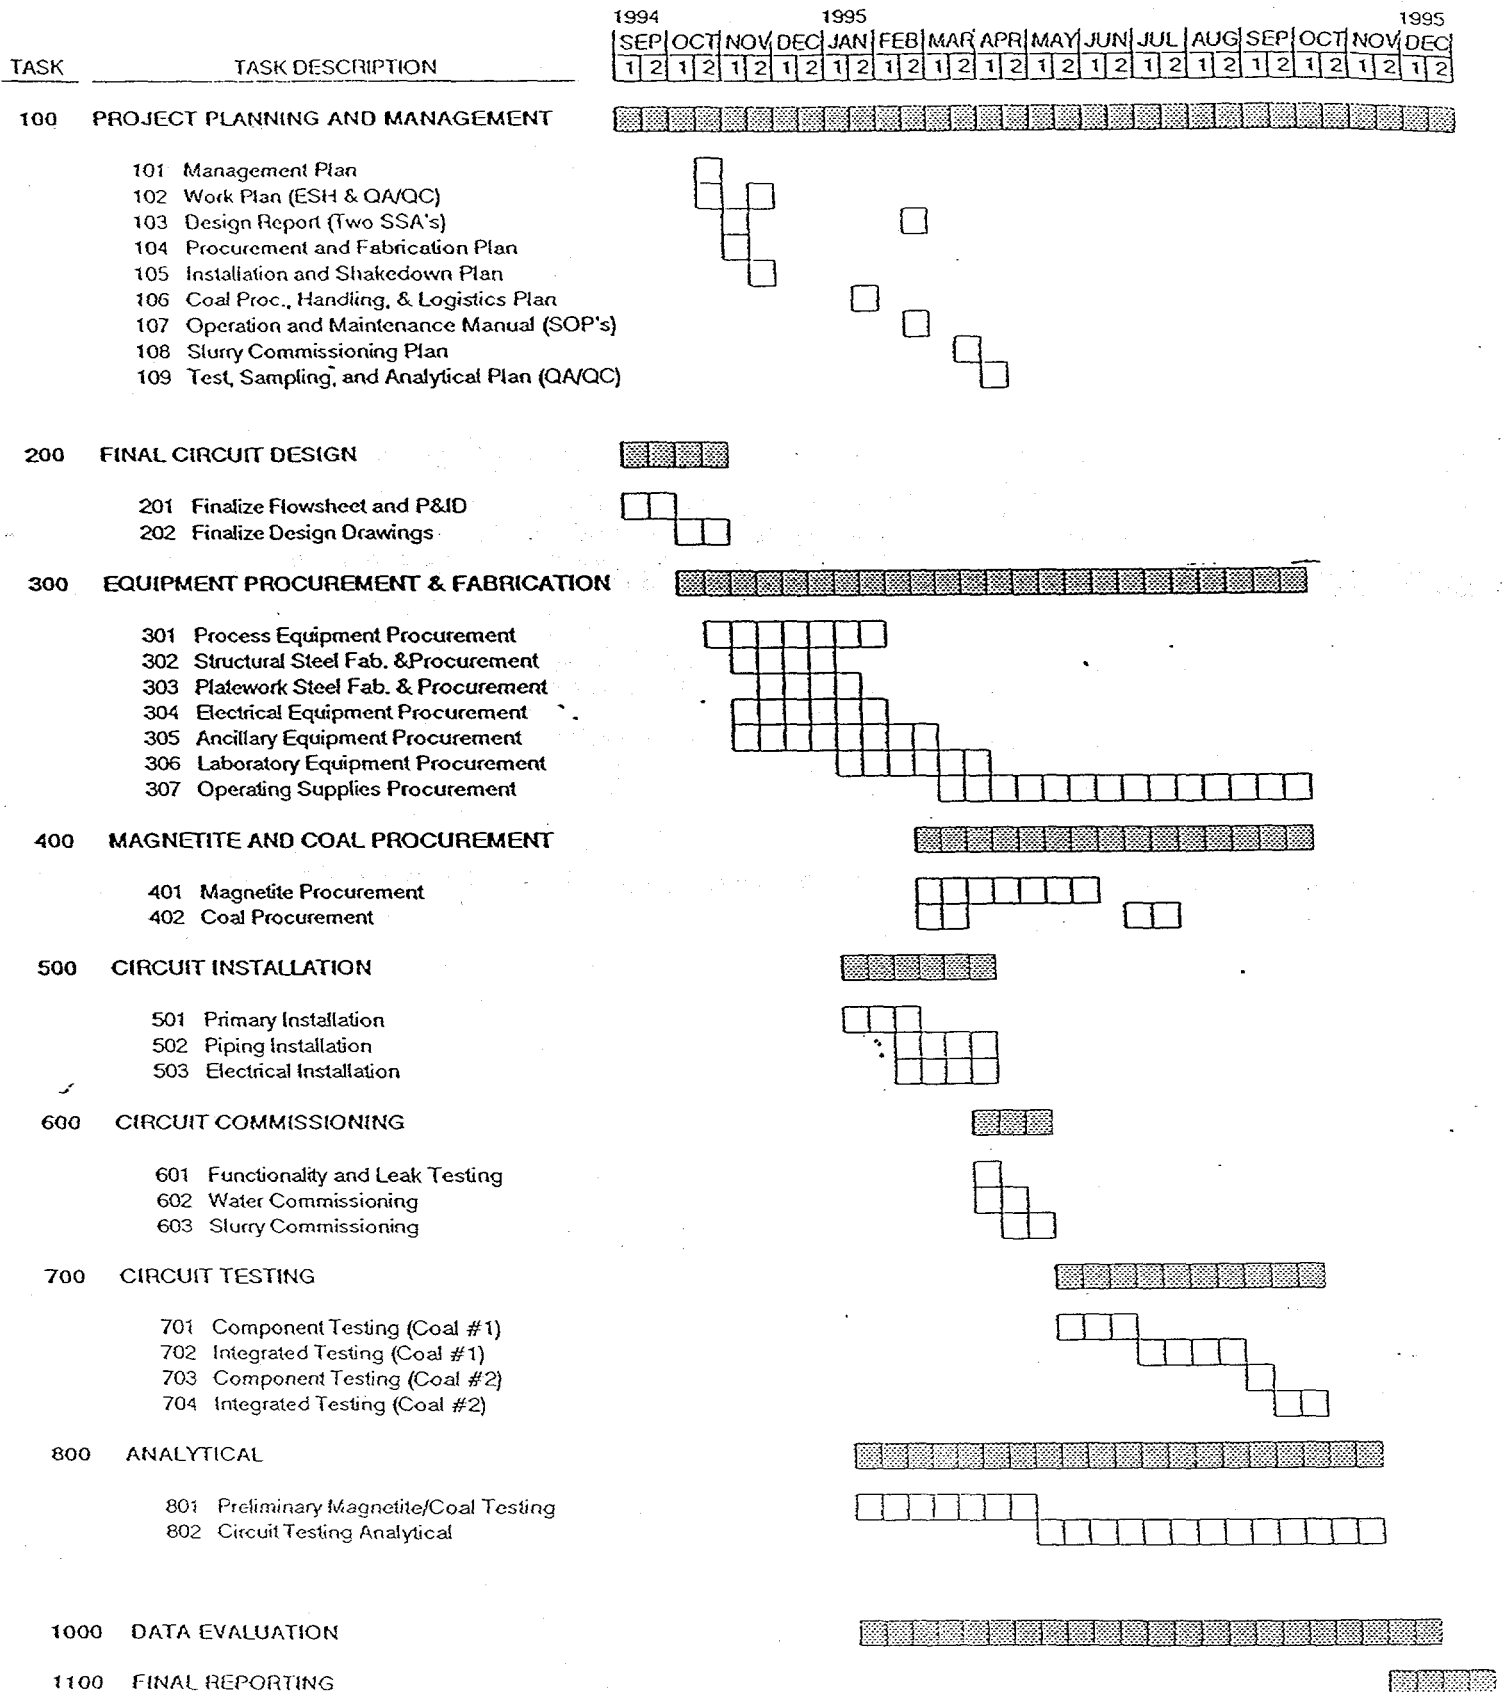 1994 1995 1995
SEP OCT NOV DEC JAN FEB MAR APR MAY JUN JUL AUG SEP OCT NOV DEC
TASK TASK DESCRIPTION 1 2 1 2 1 2 1 2 1 2 1 2 1 2 1 2 1 2 1 2 1 2 1 2 1 2 1 2 1 2 1 2
100 PROJECT PLANNING AND MANAGEMENT
101 Management Plan
102 Work Plan (ESH & QA/QC)
103 Design Report (Two SSA's)
104 Procurement and Fabrication Plan
105 Installation and Shakedown Plan
106 Coal Proc., Handling, & Logistics Plan
107 Operation and Maintenance Manual (SOP's)
108 Slurry Commissioning Plan
109 Test, Sampling, and Analytical Plan (QA/QC)
200 FINAL CIRCUIT DESIGN
201 Finalize Flowsheet and P&ID
202 Finalize Design Drawings
300 EQUIPMENT PROCUREMENT & FABRICATION
301 Process Equipment Procurement
302 Structural Steel Fab. &Procurement
303 Platework Steel Fab. & Procurement
304 Electrical Equipment Procurement
305 Ancillary Equipment Procurement
306 Laboratory Equipment Procurement
307 Operating Supplies Procurement
400 MAGNETITE AND COAL PROCUREMENT
401 Magnetite Procurement
402 Coal Procurement
500 CIRCUIT INSTALLATION
501 Primary Installation
502 Piping Installation
503 Electrical Installation
600 CIRCUIT COMMISSIONING
601 Functionality and Leak Testing
602 Water Commissioning
603 Slurry Commissioning
700 CIRCUIT TESTING
701 Component Testing (Coal #1)
702 Integrated Testing (Coal #1)
703 Component Testing (Coal #2)
704 Integrated Testing (Coal #2)
800 ANALYTICAL
801 Preliminary Magnetite/Coal Testing
802 Circuit Testing Analytical
1000 DATA EVALUATION
1100 FINAL REPORTING